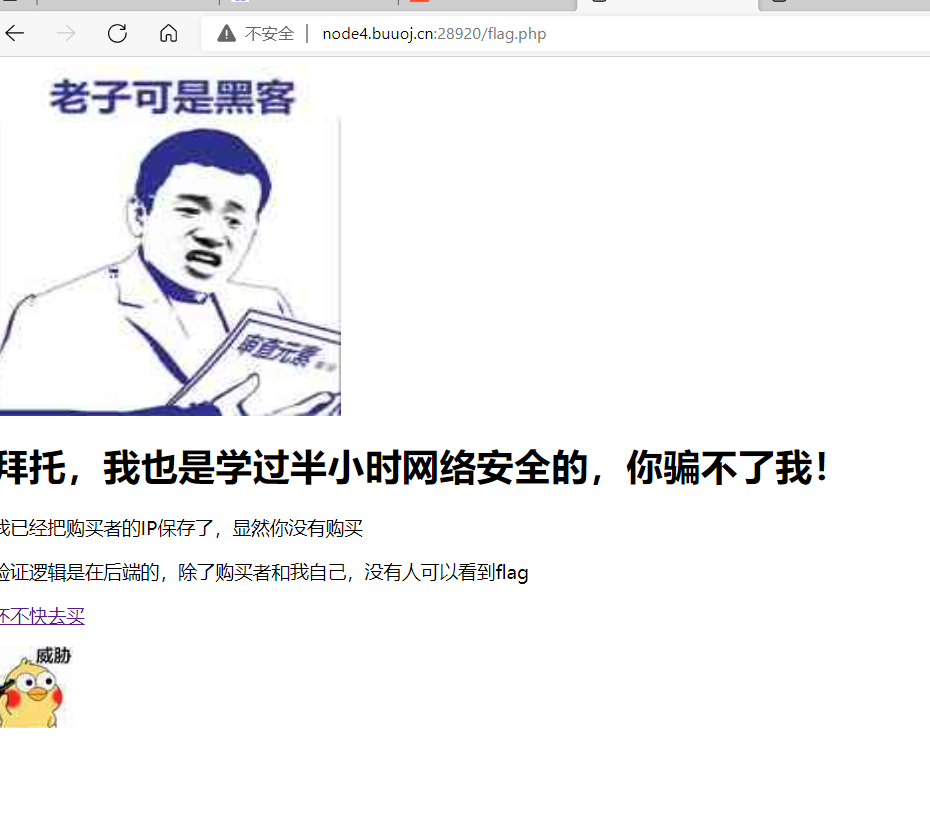 不安全 | node4.buuoj.cn:28920/flag.php
老子可是黑客
审查元素
拜托，我也是学过半小时网络安全的，你骗不了我！
我已经把购买者的IP保存了，显然你没有购买
验证逻辑是在后端的，除了购买者和我自己，没有人可以看到flag
还不快去买
威胁